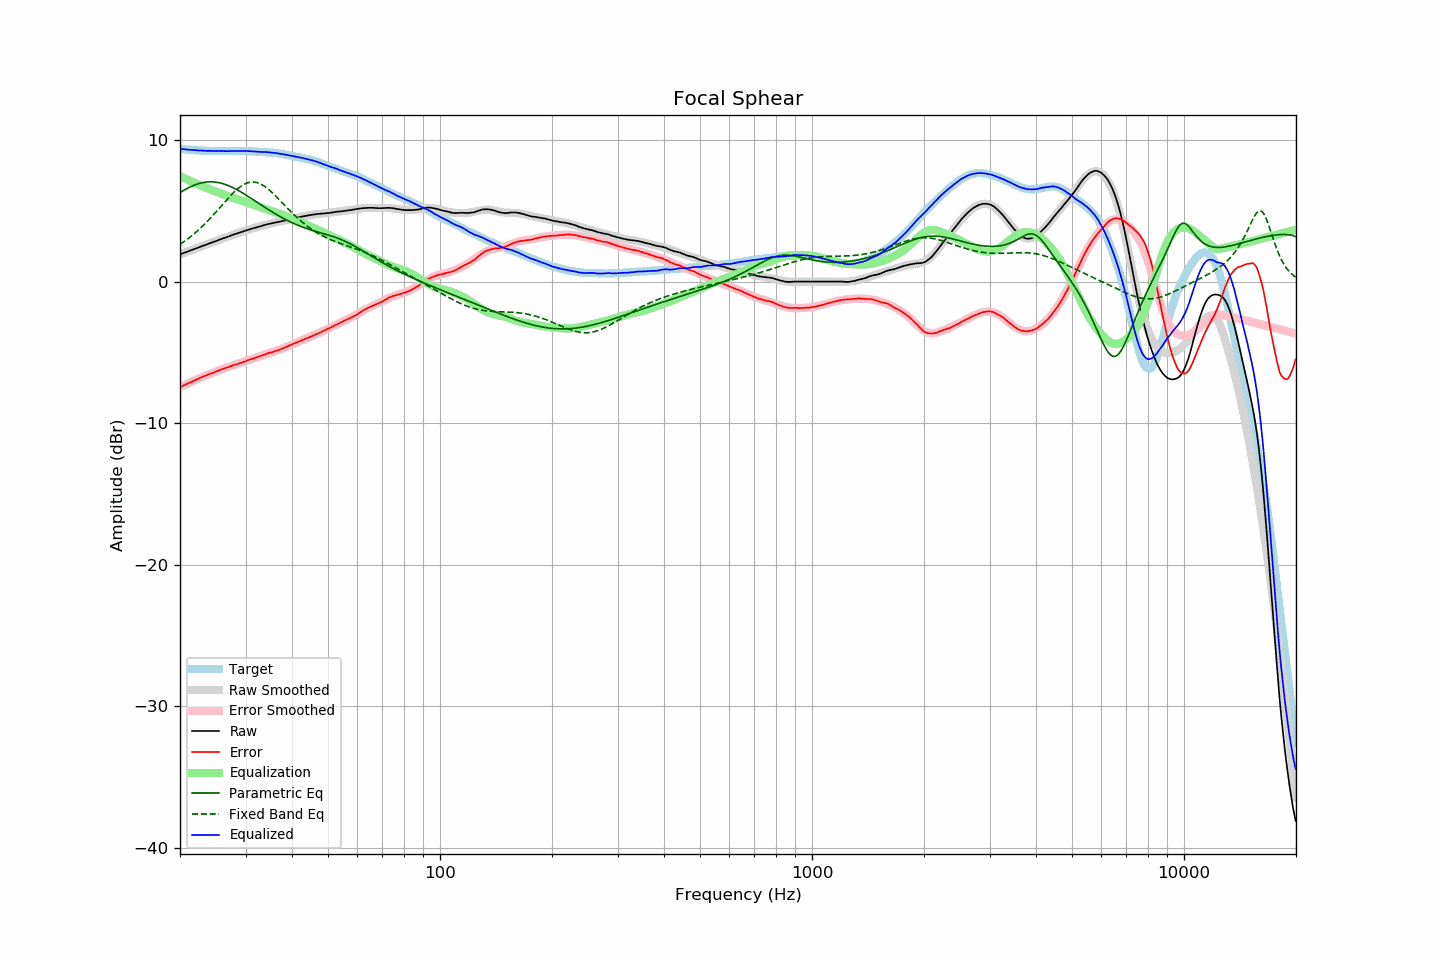 Focal Sphear
10
0
−10
−20
−30
−40
Amplitude (dBr)
Target
Raw Smoothed
Error Smoothed
Raw
Error
Equalization
Parametric Eq
Fixed Band Eq
Equalized
100
1000
10000
Frequency (Hz)